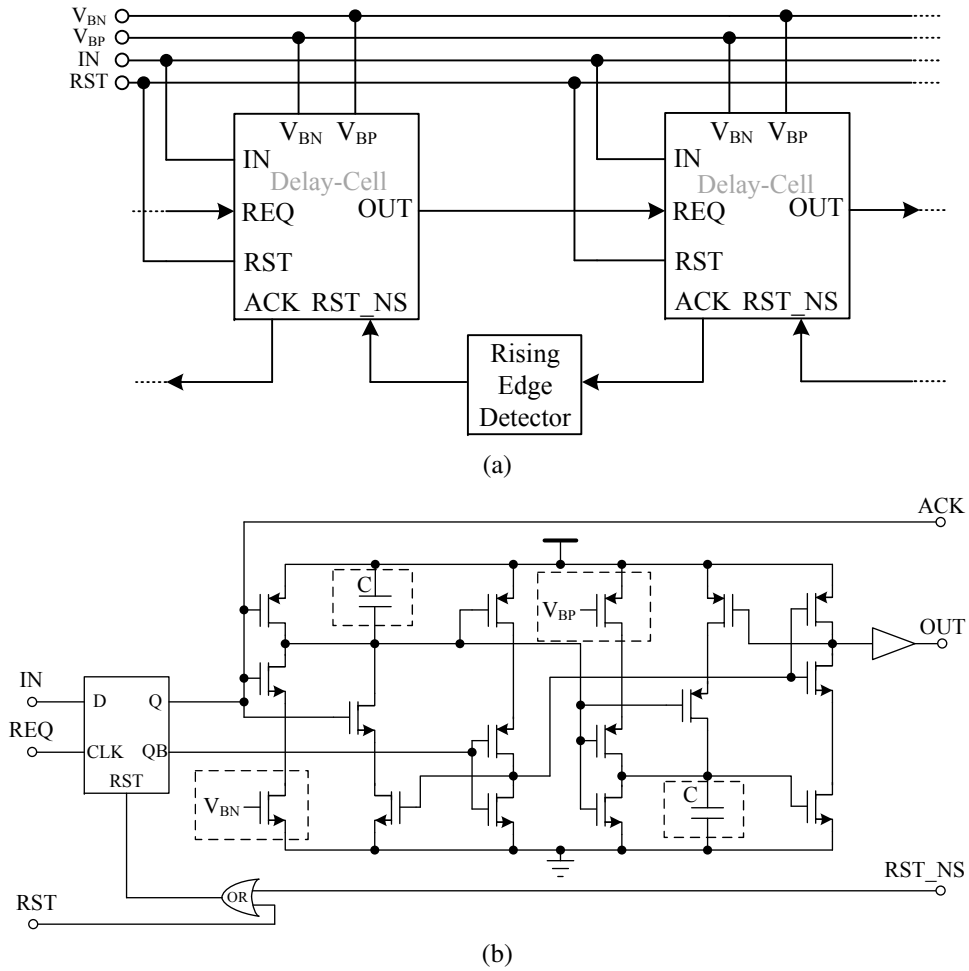 V_BN
V_BP
IN
RST
V_BN V_BP
IN
Delay-Cell
REQ OUT
RST
ACK RST_NS
V_BN V_BP
IN
Delay-Cell
REQ OUT
RST
ACK RST_NS
Rising
Edge
Detector
(a)
ACK
C
V_BP
OUT
IN
D Q
REQ
CLK QB
RST
V_BN
C
RST_NS
RST
OR
(b)